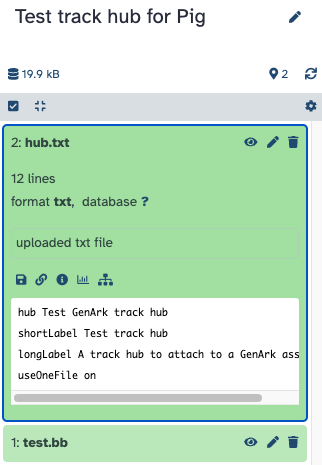 Test track hub for Pig
19.9 kB
2
2: hub.txt
12 lines
format txt, database ?
uploaded txt file
hub Test GenArk track hub
shortLabel Test track hub
longLabel A track hub to attach to a GenArk ass
useOneFile on
1: test.bb